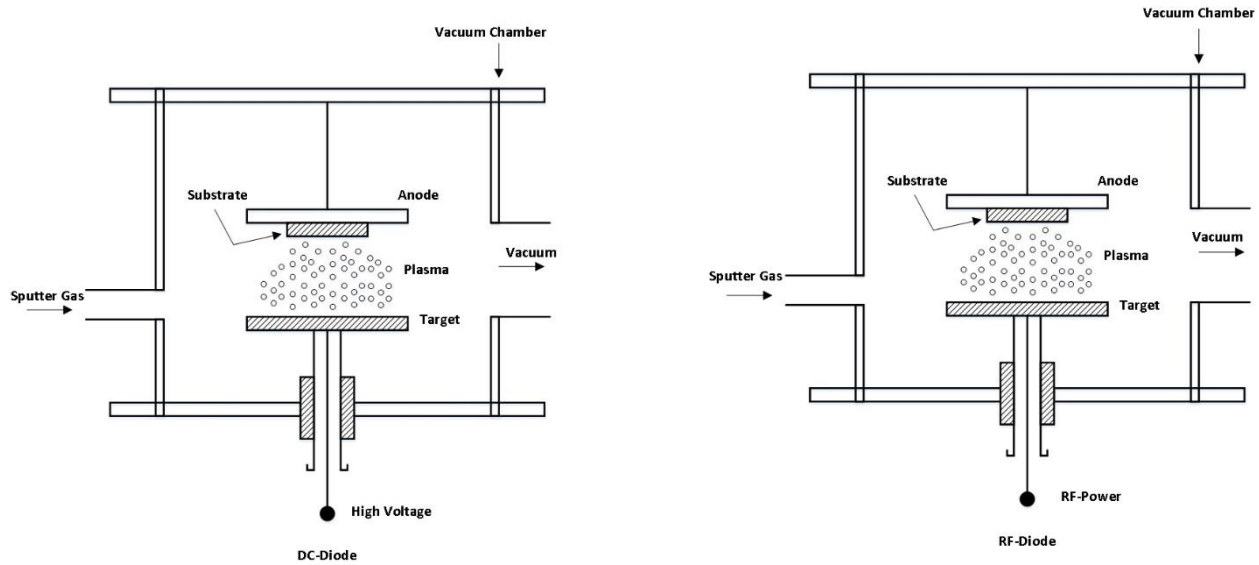 Vacuum Chamber
Substrate
Anode
Vacuum
Plasma
Sputter Gas
Target
High Voltage
DC-Diode
Vacuum Chamber
Substrate
Anode
Vacuum
Plasma
Sputter Gas
Target
RF-Power
RF-Diode